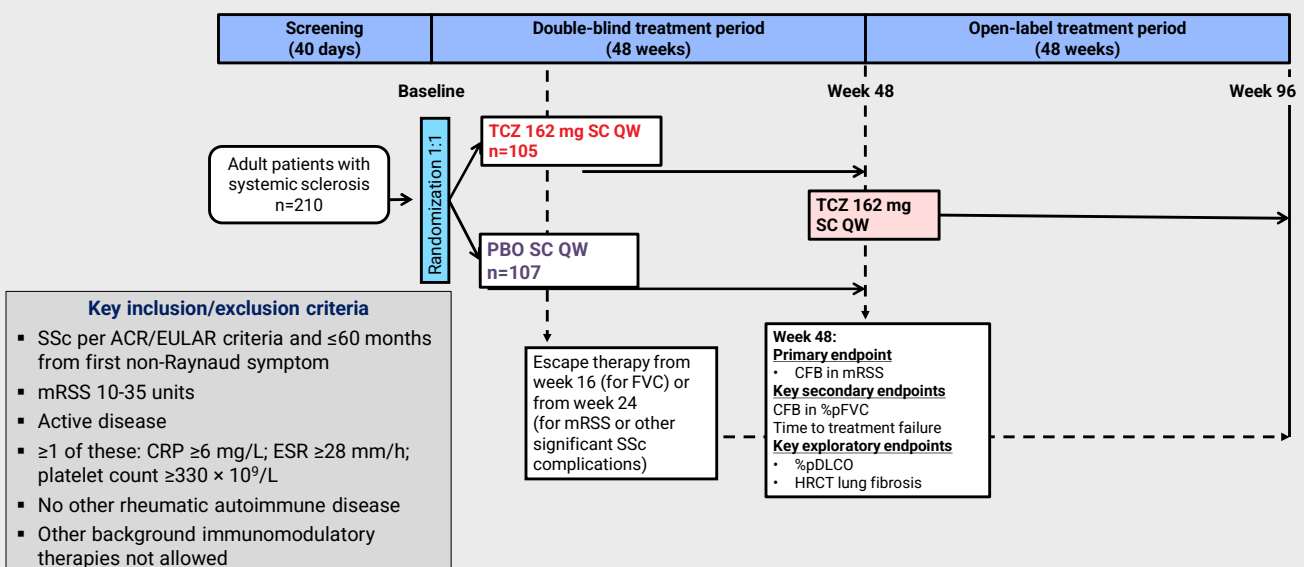 Screening
(40 days)
Double-blind treatment period
(48 weeks)
Open-label treatment period
(48 weeks)
Baseline
Week 48
Week 96
Adult patients with
systemic sclerosis
n=210
Randomization 1:1
TCZ 162 mg SC QW
n=105
PBO SC QW
n=107
TCZ 162 mg
SC QW
Key inclusion/exclusion criteria
▪ SSc per ACR/EULAR criteria and ≤60 months
from first non-Raynaud symptom
▪ mRSS 10-35 units
▪ Active disease
▪ ≥1 of these: CRP ≥6 mg/L; ESR ≥28 mm/h;
platelet count ≥330 × 10⁹/L
▪ No other rheumatic autoimmune disease
▪ Other background immunomodulatory
therapies not allowed
Escape therapy from
week 16 (for FVC) or
from week 24
(for mRSS or other
significant SSc
complications)
Week 48:
Primary endpoint
• CFB in mRSS
Key secondary endpoints
CFB in %pFVC
Time to treatment failure
Key exploratory endpoints
• %pDLCO
• HRCT lung fibrosis